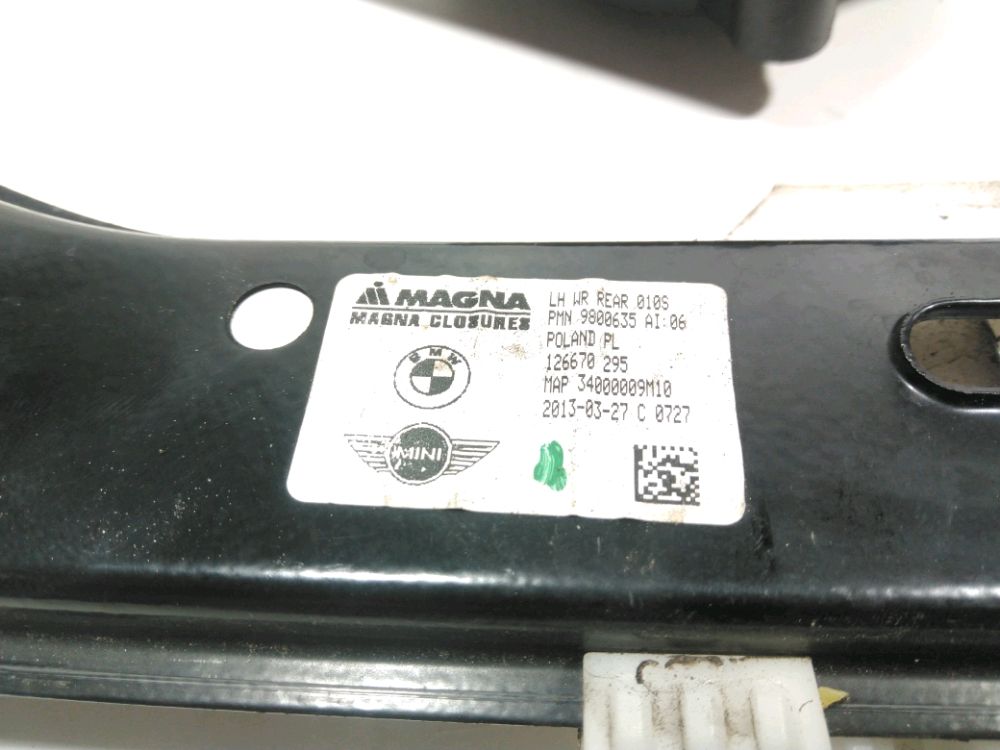 MAGNA
MAGNA CLOSURES
BMW
MINI
LH WR REAR 010S
PMN 9800635 AI:06
POLAND PL
126670 295
MAP 34000009M10
2013-03-27 C 0727